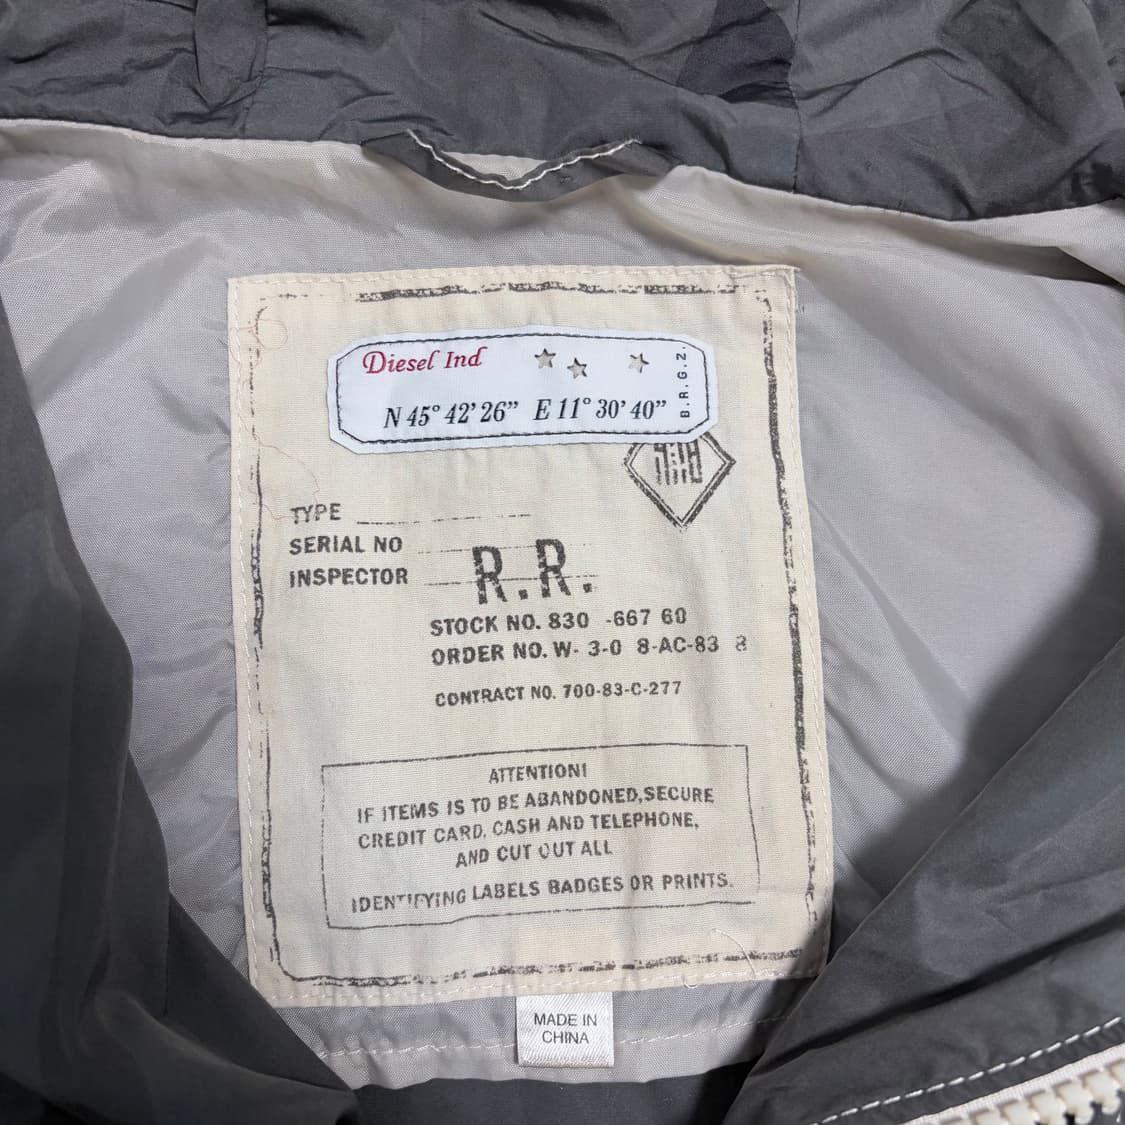 Diesel Ind
N 45° 42' 26" E 11° 30' 40"
B.R.G.2.
TYPE
SERIAL NO
INSPECTOR
R.R.
STOCK NO. 830 -667 60
ORDER NO. W- 3-0 8-AC-83 8
CONTRACT NO. 700-83-C-277
ATTENTION!
IF ITEMS IS TO BE ABANDONED,SECURE
CREDIT CARD, CASH AND TELEPHONE,
AND CUT OUT ALL
IDENTIFYING LABELS BADGES OR PRINTS.
MADE IN
CHINA